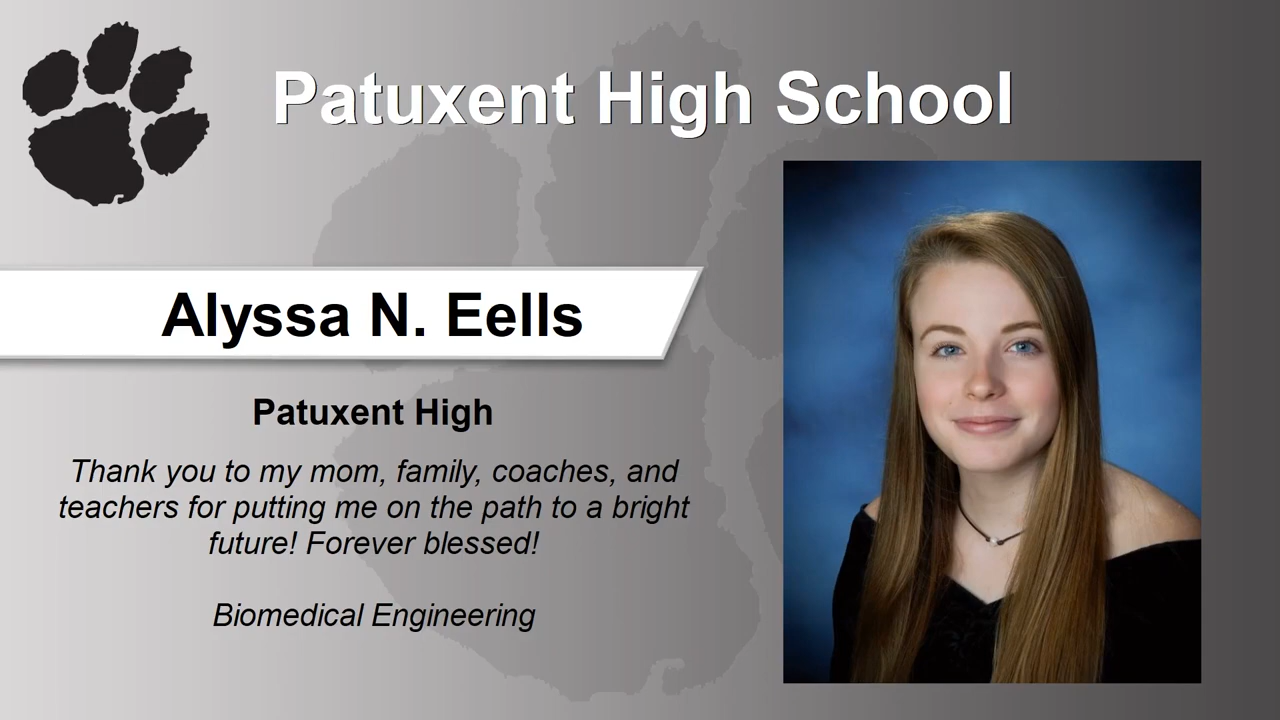 Patuxent High School
Alyssa N. Eells
Patuxent High
Thank you to my mom, family, coaches, and
teachers for putting me on the path to a bright
future! Forever blessed!
Biomedical Engineering